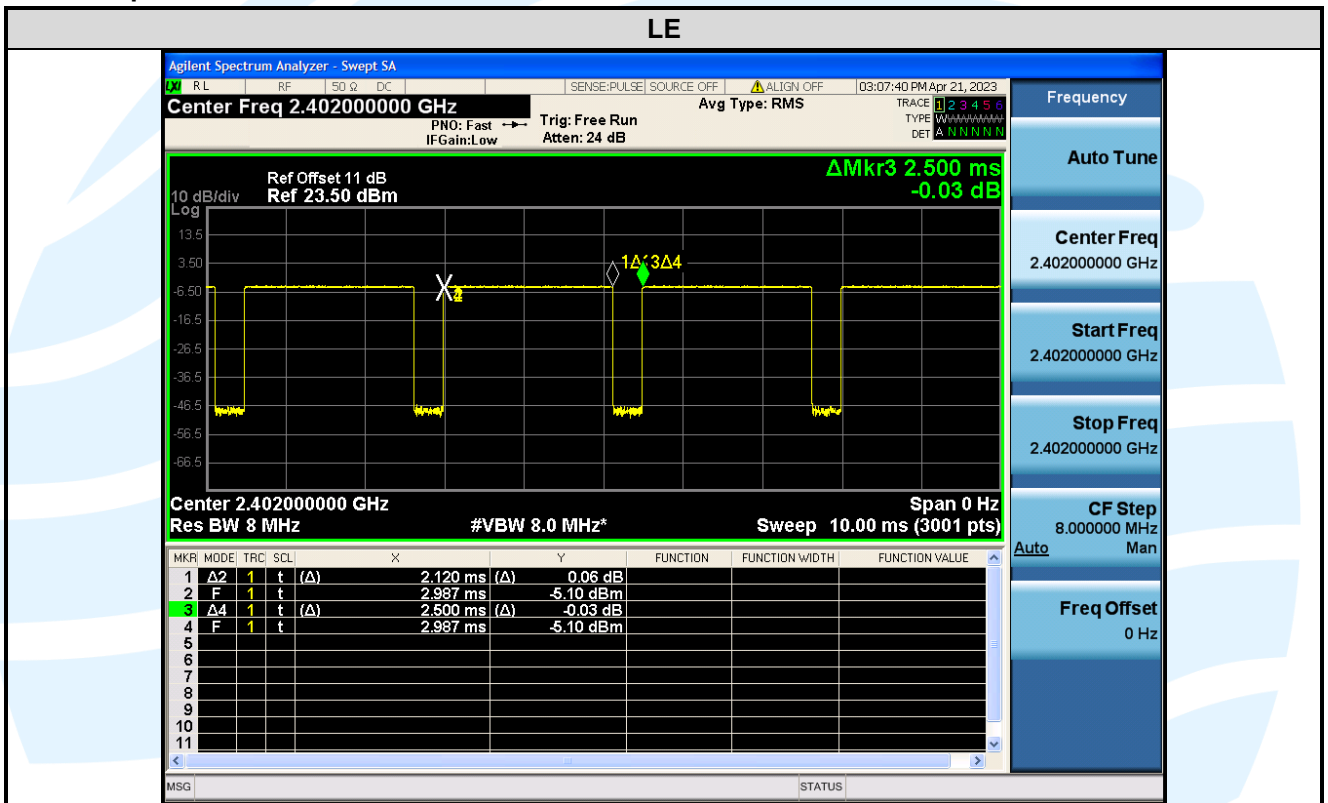 LE
Agilent Spectrum Analyzer - Swept SA
LXI RL RF 50 Ω DC SENSE:PULSE SOURCE OFF ALIGN OFF 03:07:40 PM Apr 21, 2023
Center Freq 2.402000000 GHz
PNO: Fast
IFGain:Low
Trig: Free Run
Atten: 24 dB
Avg Type: RMS
TRACE 1 2 3 4 5 6
TYPE
DET A N N N N N
ΔMkr3 2.500 ms
-0.03 dB
Ref Offset 11 dB
10 dB/div Ref 23.50 dBm
Log
13.5
3.50
-6.50
-16.5
-26.5
-36.5
-46.5
-56.5
-66.5
3Δ4
Center 2.402000000 GHz Span 0 Hz
Res BW 8 MHz #VBW 8.0 MHz* Sweep 10.00 ms (3001 pts)
MKR MODE TRC SCL X Y FUNCTION FUNCTION WIDTH FUNCTION VALUE
1 Δ2 1 t (Δ) 2.120 ms (Δ) 0.06 dB
2 F 1 t 2.987 ms -5.10 dBm
3 Δ4 1 t (Δ) 2.500 ms (Δ) -0.03 dB
4 F 1 t 2.987 ms -5.10 dBm
5
6
7
8
9
10
11
MSG STATUS
Frequency
Auto Tune
Center Freq
2.402000000 GHz
Start Freq
2.402000000 GHz
Stop Freq
2.402000000 GHz
CF Step
8.000000 MHz
Auto Man
Freq Offset
0 Hz